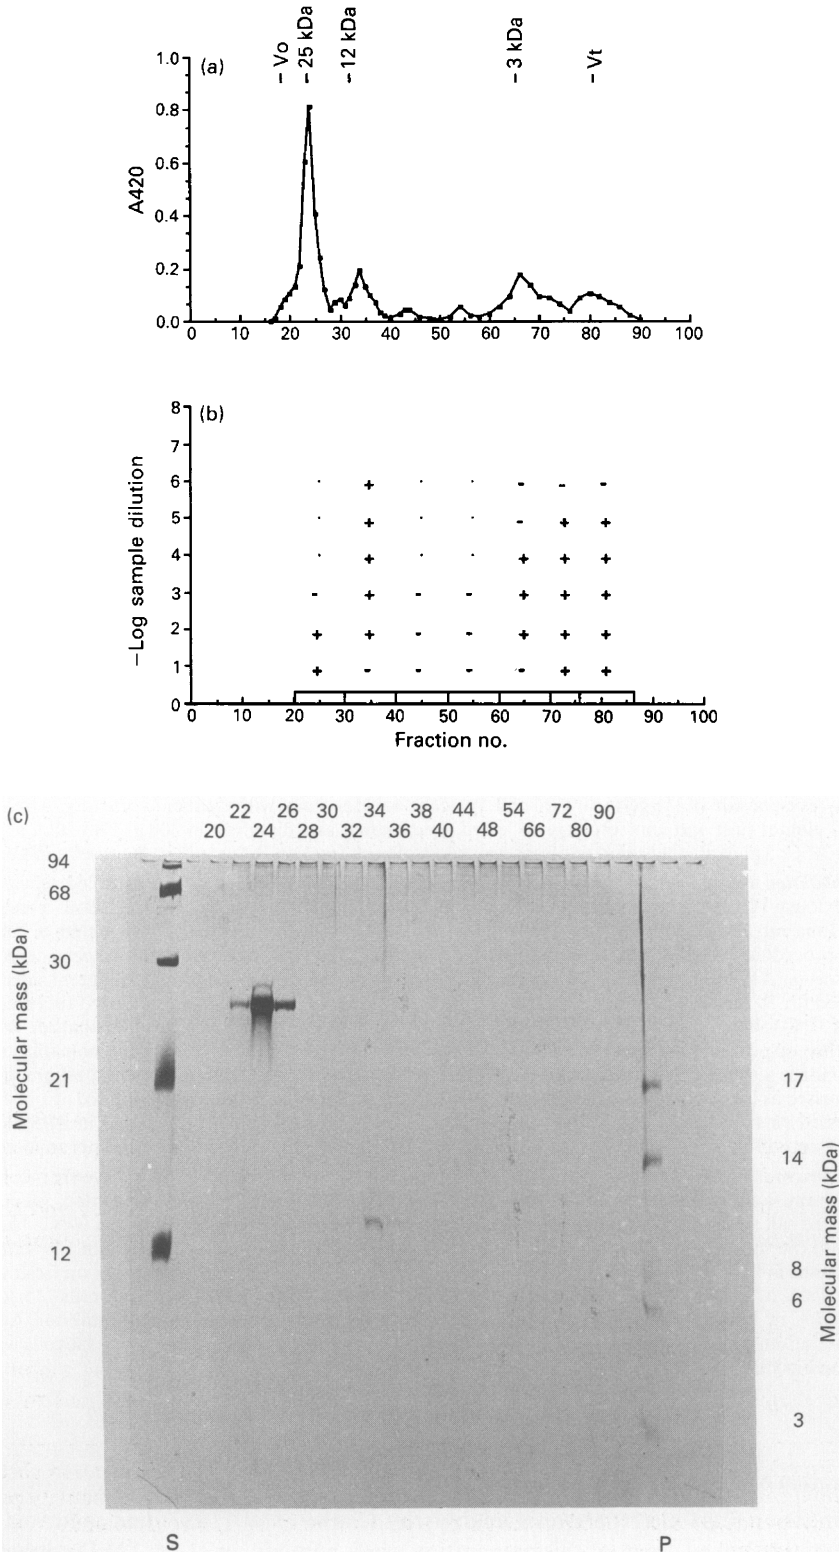 Vo
25 kDa
12 kDa
3 kDa
Vt
(a)
A420
1.0
0.8
0.6
0.4
0.2
0.0
0 10 20 30 40 50 60 70 80 90 100
(b)
−Log sample dilution
8
7
6
5
4
3
2
1
0
0 10 20 30 40 50 60 70 80 90 100
Fraction no.
(c)
22 26 30 34 38 44 54 72 90
20 24 28 32 36 40 48 66 80
Molecular mass (kDa)
94
68
30
21
12
17
14
8
6
3
Molecular mass (kDa)
S P